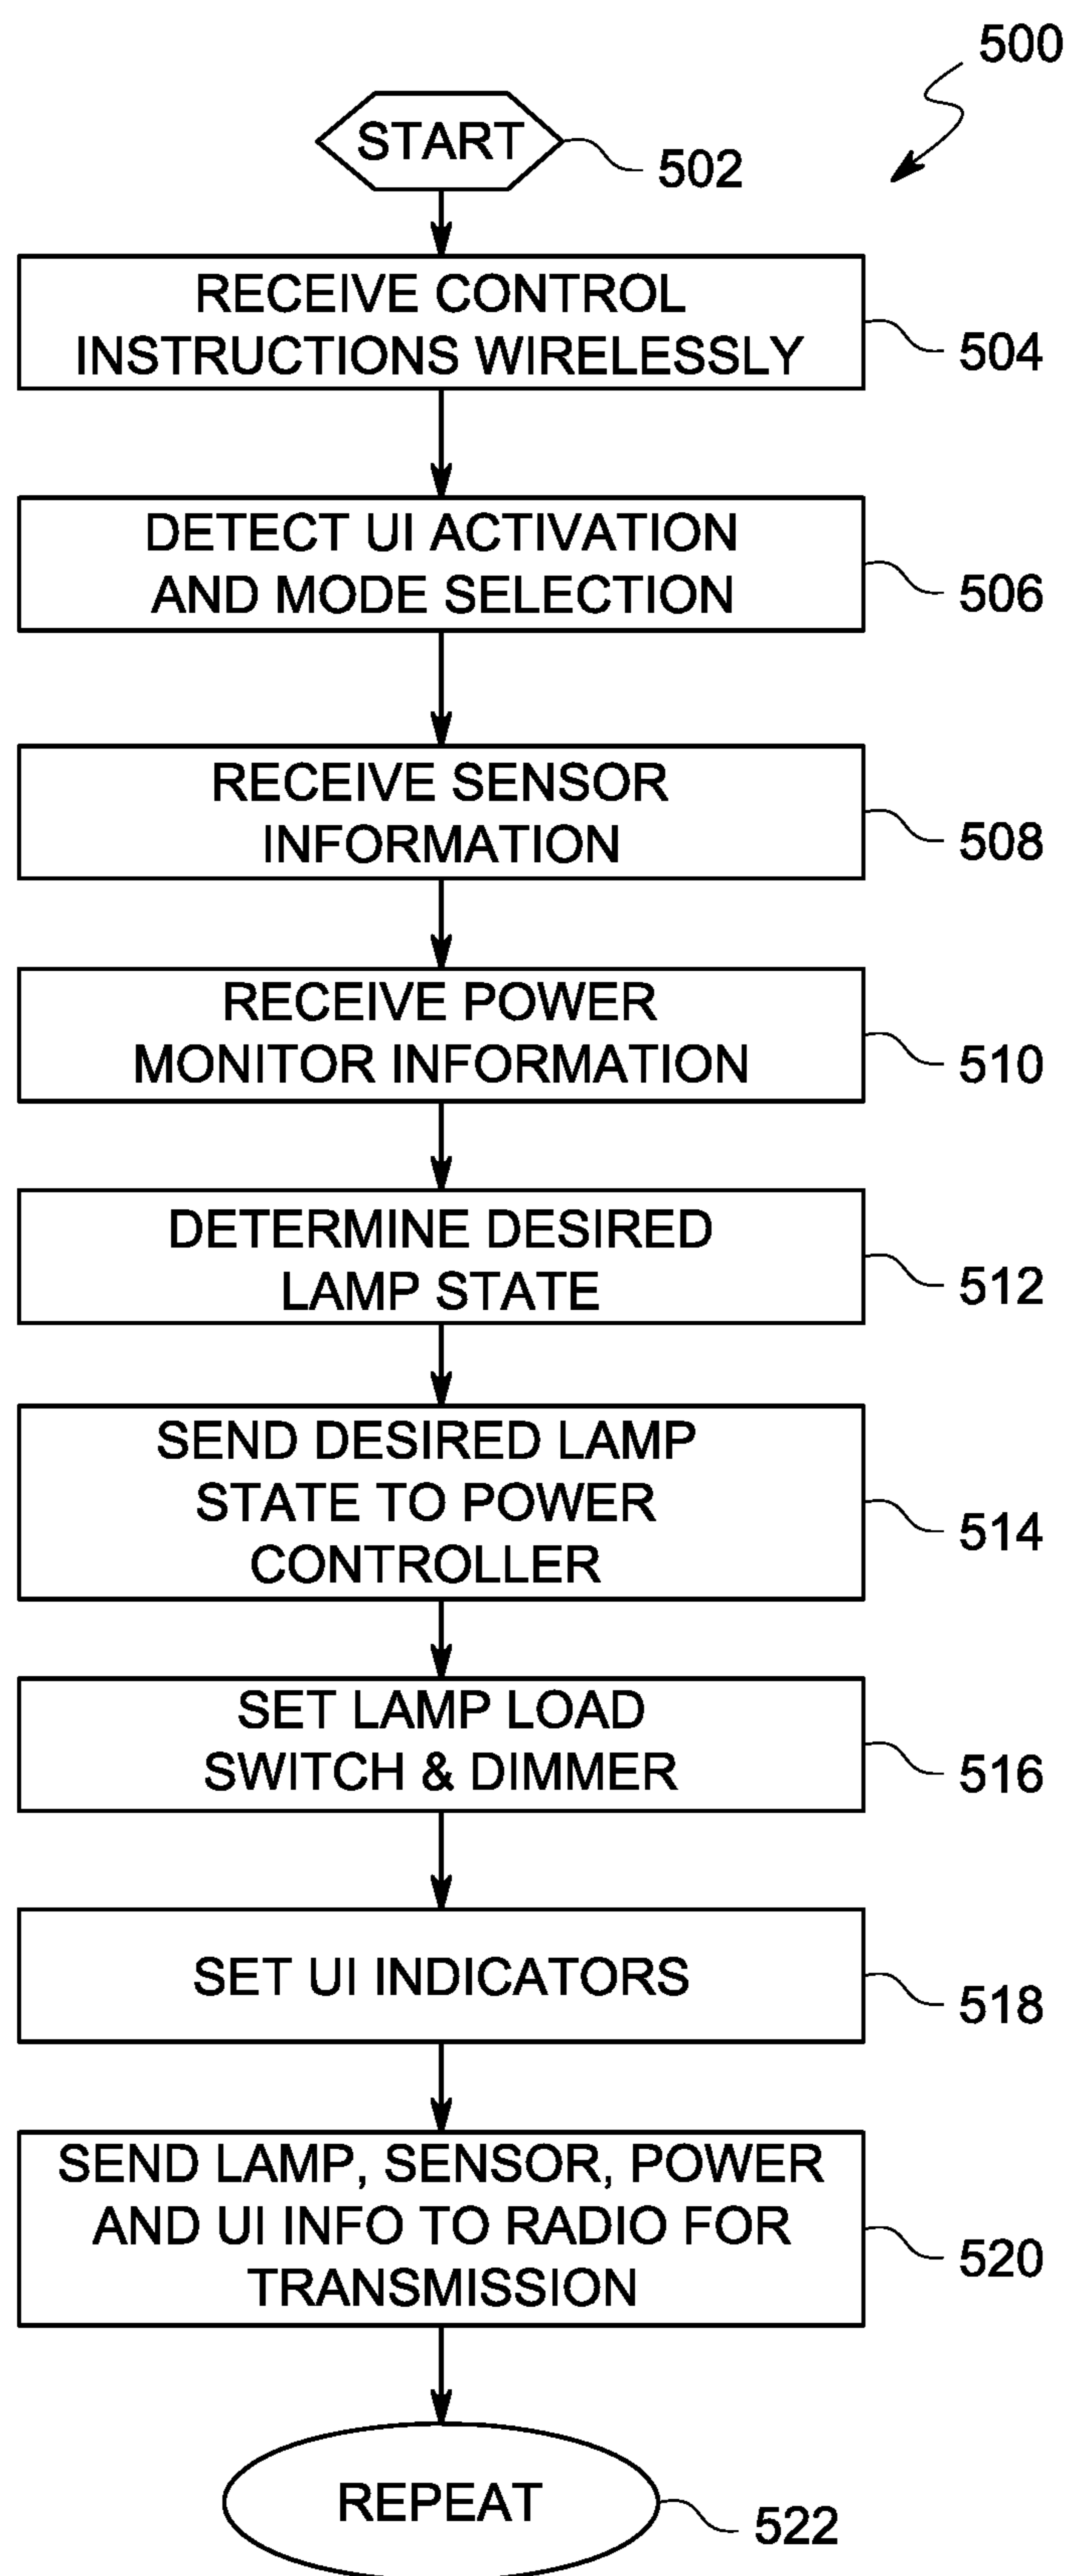 500
START
502
RECEIVE CONTROL
INSTRUCTIONS WIRELESSLY
504
DETECT UI ACTIVATION
AND MODE SELECTION
506
RECEIVE SENSOR
INFORMATION
508
RECEIVE POWER
MONITOR INFORMATION
510
DETERMINE DESIRED
LAMP STATE
512
SEND DESIRED LAMP
STATE TO POWER
CONTROLLER
514
SET LAMP LOAD
SWITCH & DIMMER
516
SET UI INDICATORS
518
SEND LAMP, SENSOR, POWER
AND UI INFO TO RADIO FOR
TRANSMISSION
520
REPEAT
522